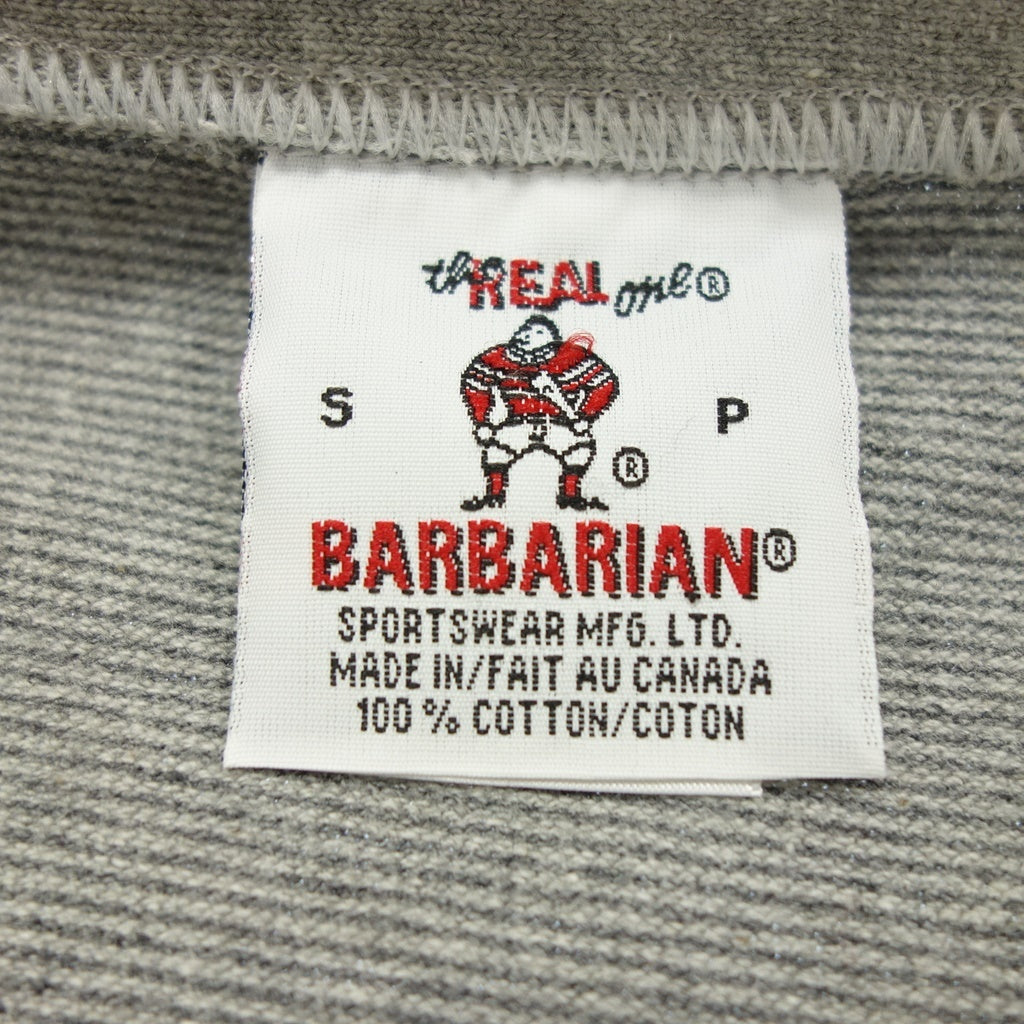 the REAL one®
S P
®
BARBARIAN®
SPORTSWEAR MFG. LTD.
MADE IN/FAIT AU CANADA
100 % COTTON/COTON